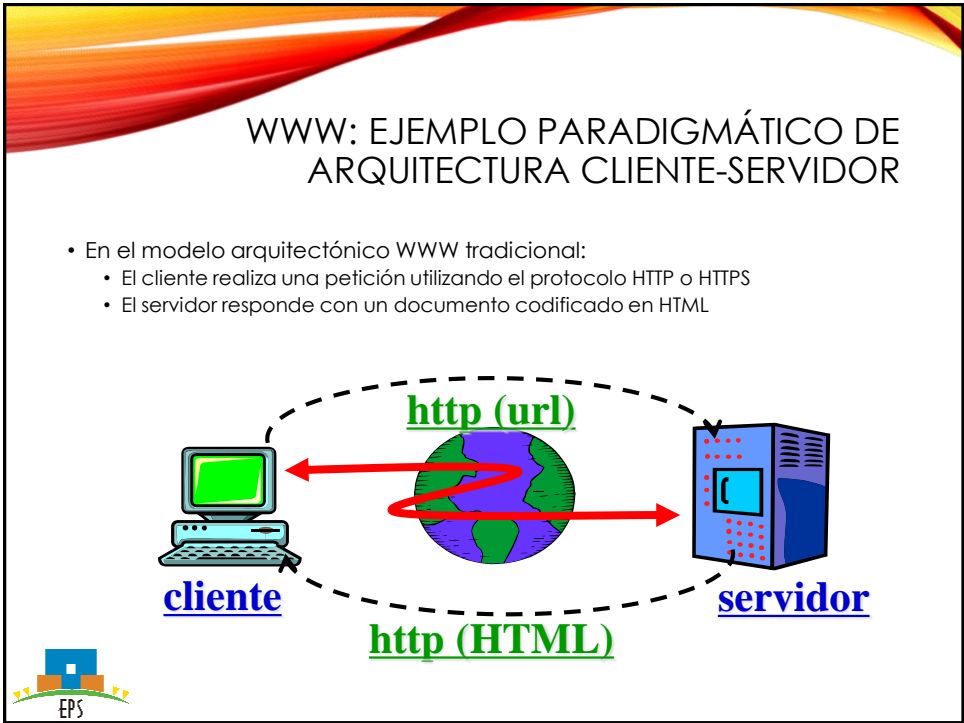 WWW: EJEMPLO PARADIGMÁTICO DE
ARQUITECTURA CLIENTE-SERVIDOR
• En el modelo arquitectónico WWW tradicional:
• El cliente realiza una petición utilizando el protocolo HTTP o HTTPS
• El servidor responde con un documento codificado en HTML
http (url)
cliente
servidor
http (HTML)
EPS